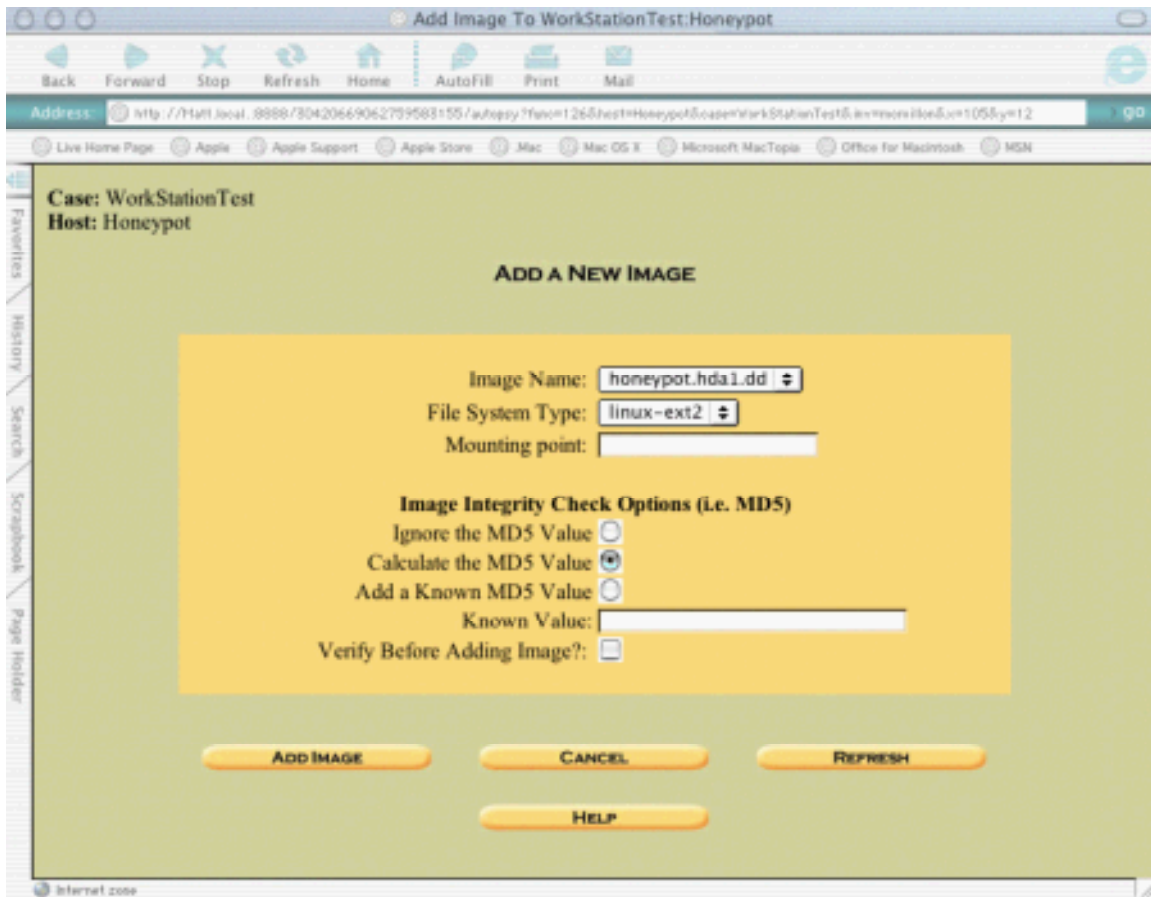 Add Image To WorkStationTest:Honeypot
Back Forward Stop Refresh Home AutoFill Print Mail
Address: go
Live Home Page Apple Apple Support Apple Store .Mac Mac OS X Microsoft MacTopia Office for Macintosh MSN
Favorites
History
Search
Scrapbook
Page Holder
Case: WorkStationTest
Host: Honeypot
ADD A NEW IMAGE
Image Name: honeypot.hda1.dd
File System Type: linux-ext2
Mounting point:
Image Integrity Check Options (i.e. MD5)
Ignore the MD5 Value
Calculate the MD5 Value
Add a Known MD5 Value
Known Value:
Verify Before Adding Image?:
ADD IMAGE CANCEL REFRESH
HELP
Internet zone